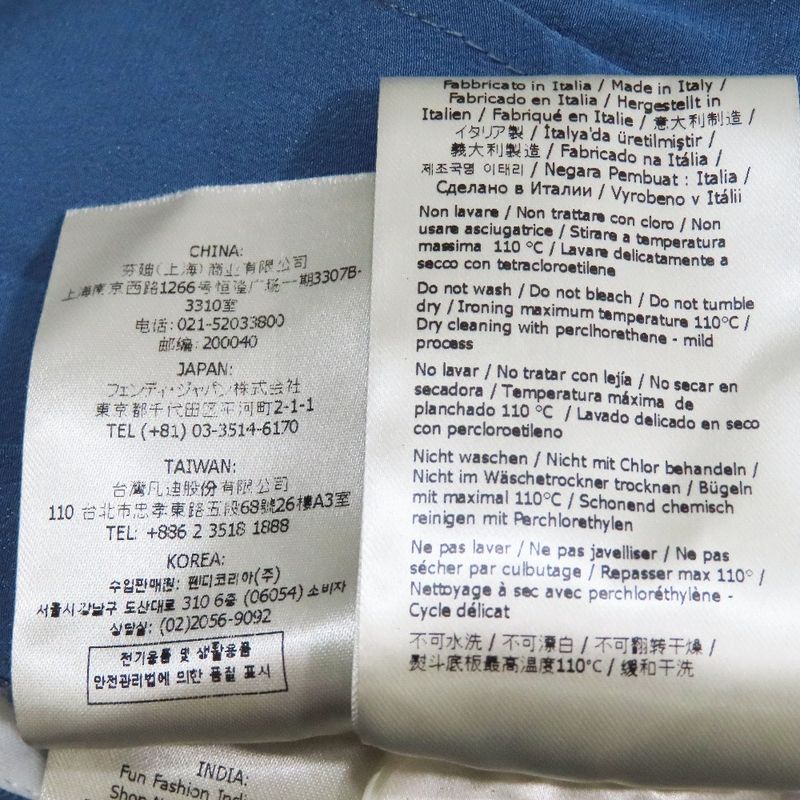 CHINA:
芬迪(上海)商业有限公司
上海南京西路1266号恒隆广场一期3307B-
3310室
电话: 021-52033800
邮编: 200040
JAPAN:
フェンディ・ジャパン株式会社
東京都千代田区平河町2-1-1
TEL (+81) 03-3514-6170
TAIWAN:
台灣凡迪股份有限公司
110 台北市忠孝東路五段68號26樓A3室
TEL: +886 2 3518 1888
KOREA:
수입판매원: 펜디코리아(주)
서울시강남구 도산대로 310 6층 (06054) 소비자
상담실: (02)2056-9092
전기용품 및 생활용품
안전관리법에 의한 품질 표시
INDIA:
Fun Fashion Indi
Shop N
Fabbricato in Italia / Made in Italy /
Fabricado en Italia / Hergestellt in
Italien / Fabriqué en Italie / 意大利制造 /
イタリア製 / İtalya'da üretilmiştir /
義大利製造 / Fabricado na Itália /
제조국명 이태리 / Negara Pembuat : Italia /
Сделано в Италии / Vyrobeno v Itálii
Non lavare / Non trattare con cloro / Non
usare asciugatrice / Stirare a temperatura
massima 110 °C / Lavare delicatamente a
secco con tetracloroetilene
Do not wash / Do not bleach / Do not tumble
dry / Ironing maximum temperature 110°C /
Dry cleaning with perclhorethene - mild
process
No lavar / No tratar con lejía / No secar en
secadora / Temperatura máxima de
planchado 110 °C / Lavado delicado en seco
con percloroetileno
Nicht waschen / Nicht mit Chlor behandeln /
Nicht im Wäschetrockner trocknen / Bügeln
mit maximal 110°C / Schonend chemisch
reinigen mit Perchlorethylen
Ne pas laver / Ne pas javelliser / Ne pas
sécher par culbutage / Repasser max 110° /
Nettoyage à sec avec perchloréthylène -
Cycle délicat
不可水洗 / 不可漂白 / 不可翻转干燥 /
熨斗底板最高温度110°C / 缓和干洗